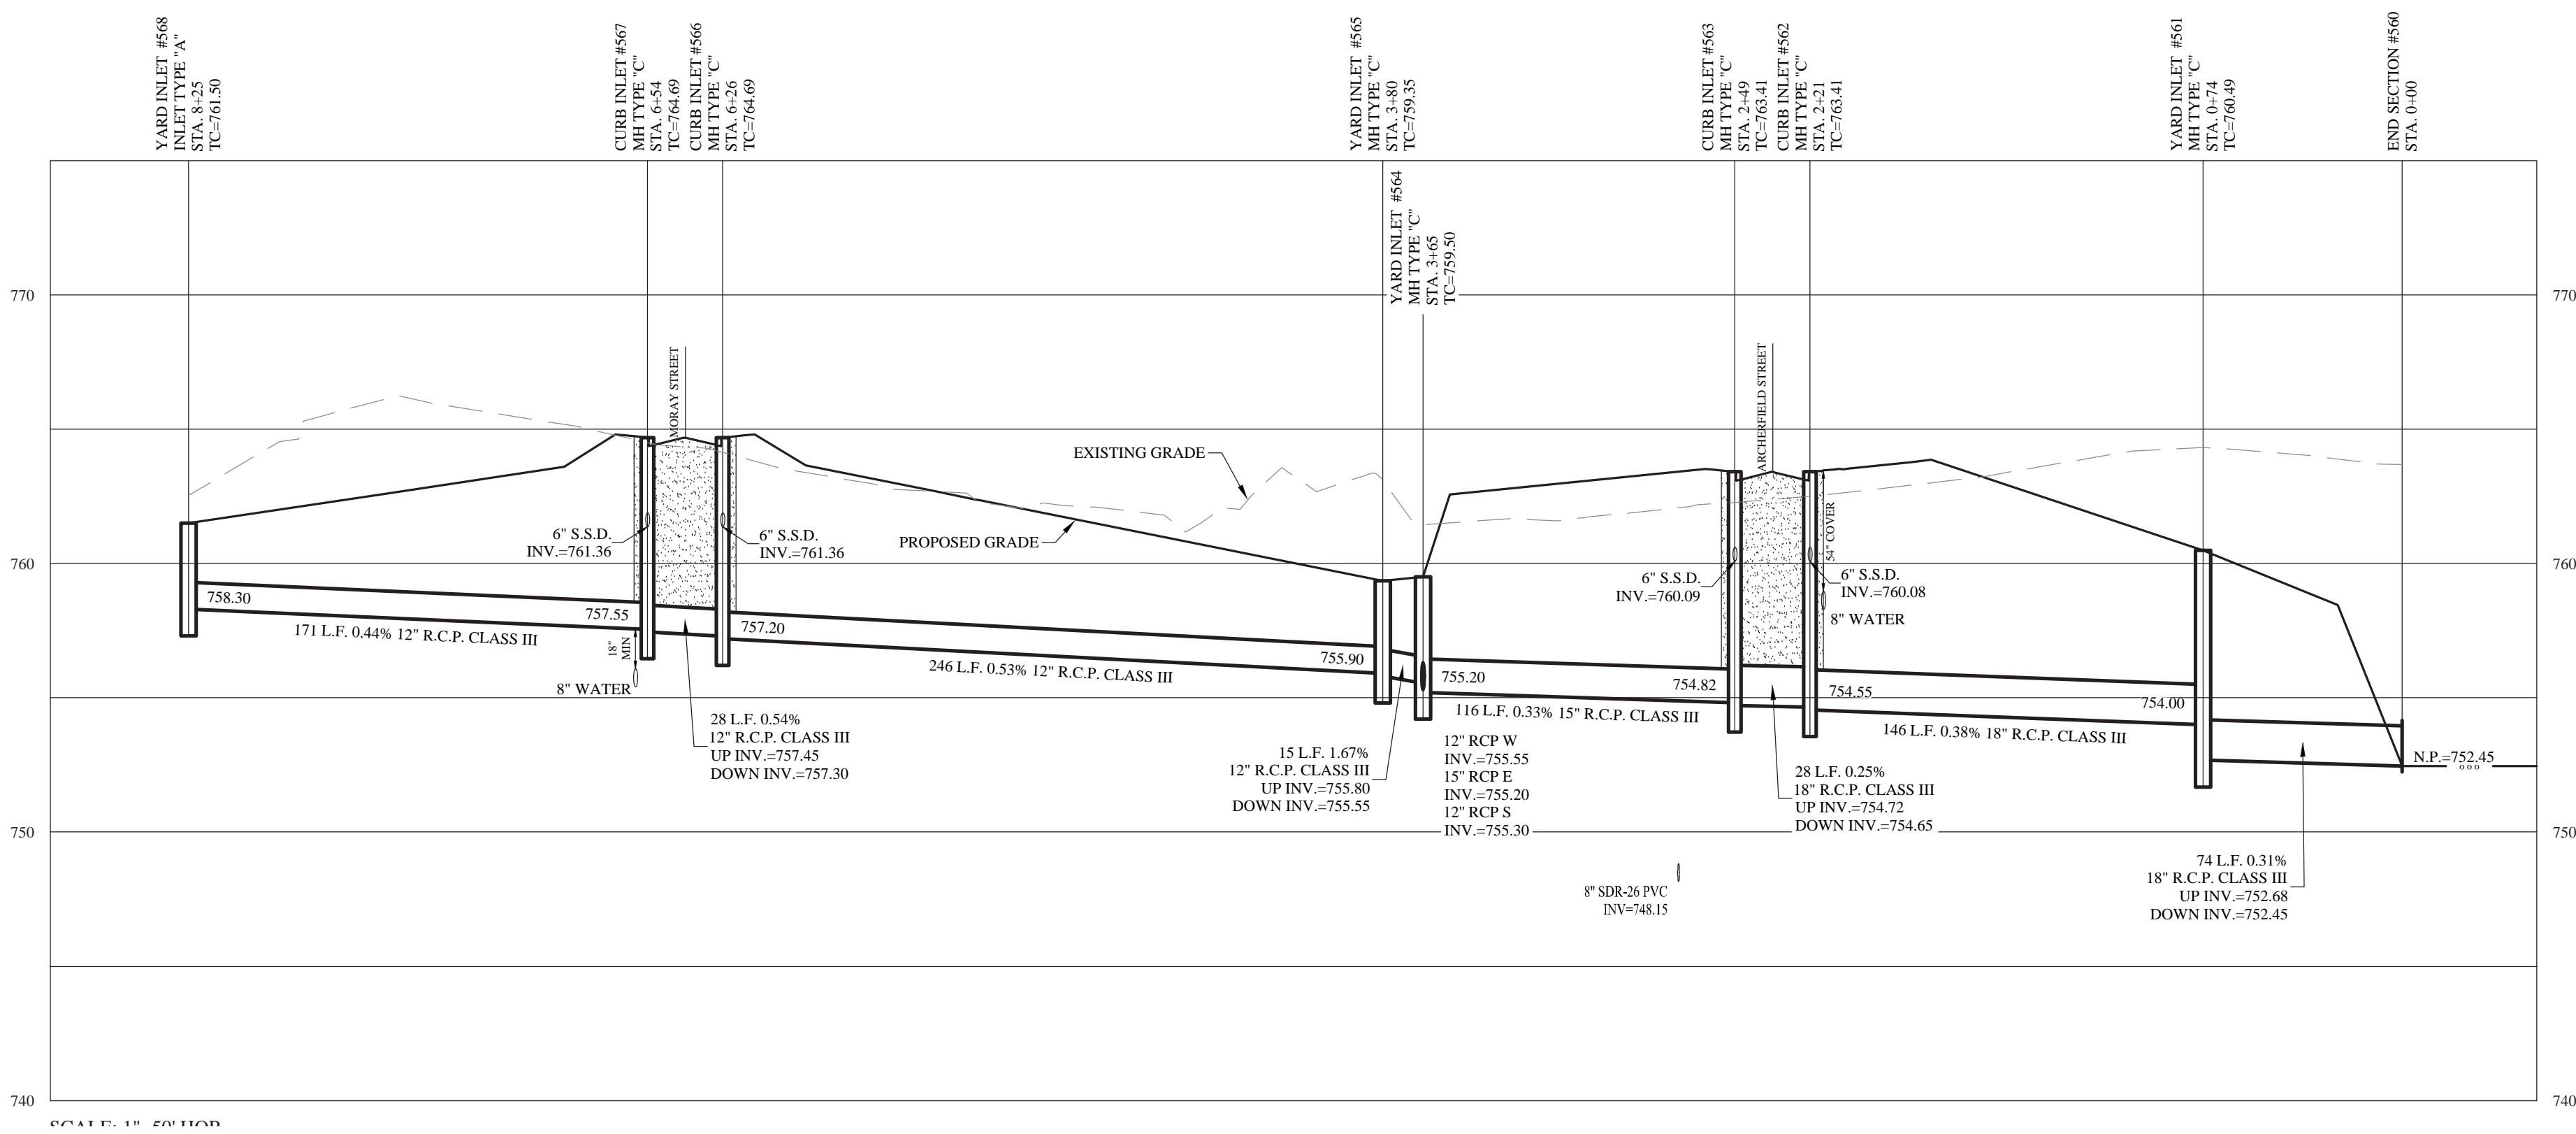 YARD INLET #568
INLET TYPE "A"
STA. 8+25
TC=761.50
CURB INLET #567
MH TYPE "C"
STA. 6+54
TC=764.69
CURB INLET #566
MH TYPE "C"
STA. 6+26
TC=764.69
YARD INLET #565
MH TYPE "C"
STA. 3+80
TC=759.35
YARD INLET #564
MH TYPE "C"
STA. 3+65
TC=759.50
CURB INLET #563
MH TYPE "C"
STA. 2+49
TC=763.41
CURB INLET #562
MH TYPE "C"
STA. 2+21
TC=763.41
YARD INLET #561
MH TYPE "C"
STA. 0+74
TC=760.49
END SECTION #560
STA. 0+00
770
770
MORAY STREET
ARCHERFIELD STREET
EXISTING GRADE
PROPOSED GRADE
6" S.S.D.
INV.=761.36
6" S.S.D.
INV.=761.36
54" COVER
6" S.S.D.
INV.=760.09
6" S.S.D.
INV.=760.08
8" WATER
760
760
758.30
757.55
171 L.F. 0.44% 12" R.C.P. CLASS III
18"
MIN
8" WATER
757.20
755.90
246 L.F. 0.53% 12" R.C.P. CLASS III
28 L.F. 0.54%
12" R.C.P. CLASS III
UP INV.=757.45
DOWN INV.=757.30
15 L.F. 1.67%
12" R.C.P. CLASS III
UP INV.=755.80
DOWN INV.=755.55
755.20
754.82
116 L.F. 0.33% 15" R.C.P. CLASS III
12" RCP W
INV.=755.55
15" RCP E
INV.=755.20
12" RCP S
INV.=755.30
754.55
754.00
146 L.F. 0.38% 18" R.C.P. CLASS III
28 L.F. 0.25%
18" R.C.P. CLASS III
UP INV.=754.72
DOWN INV.=754.65
N.P.=752.45
750
750
8" SDR-26 PVC
INV=748.15
74 L.F. 0.31%
18" R.C.P. CLASS III
UP INV.=752.68
DOWN INV.=752.45
740
740